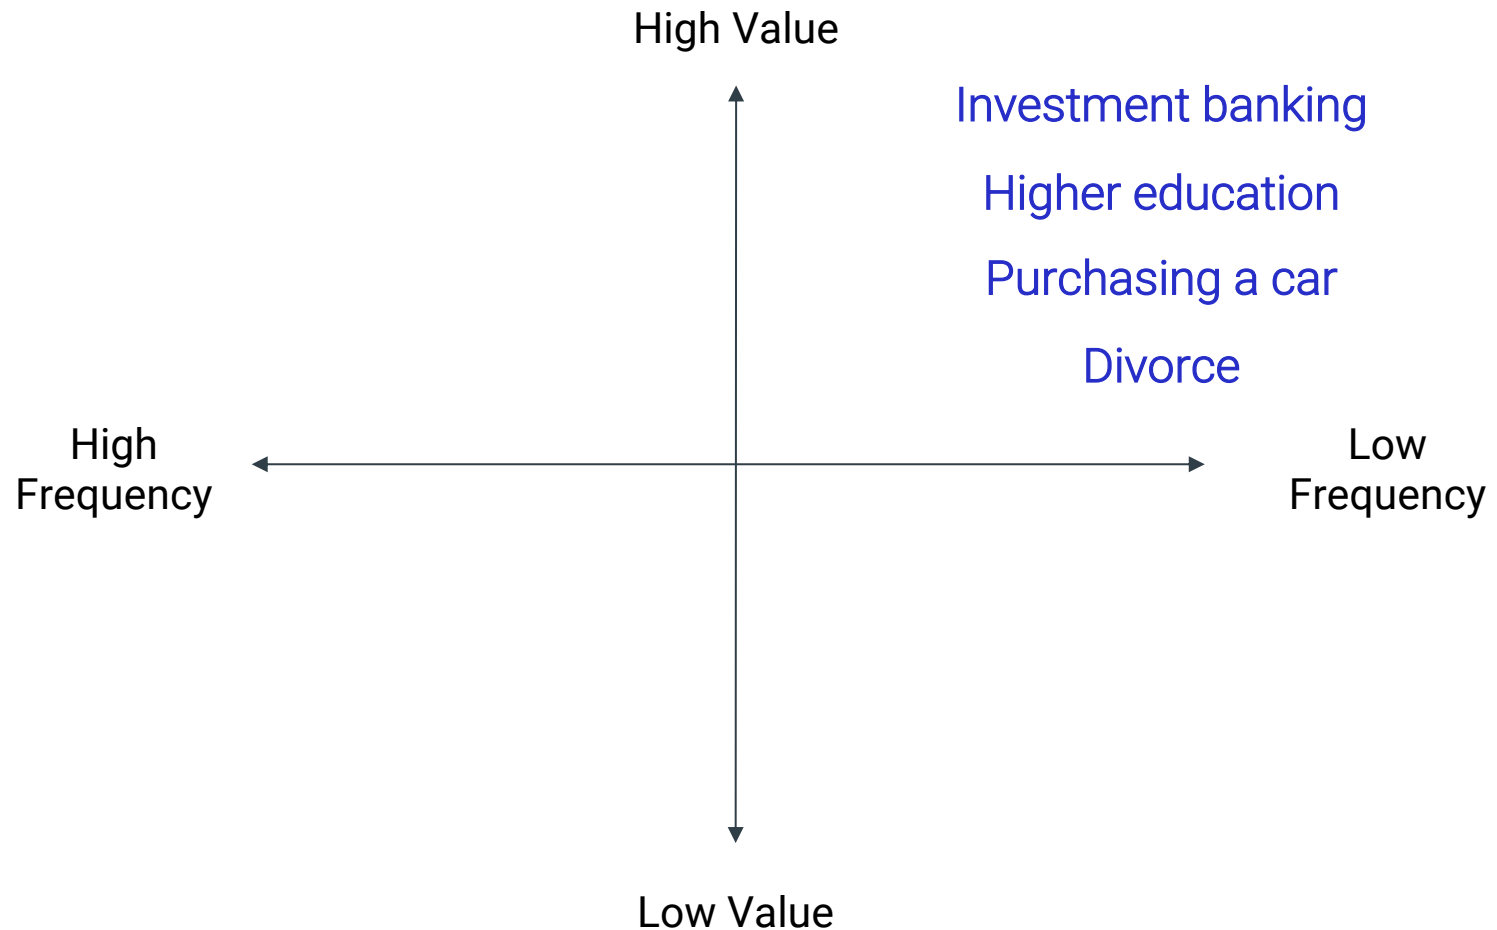 High Value
Investment banking
Higher education
Purchasing a car
Divorce
High
Frequency
Low
Frequency
Low Value